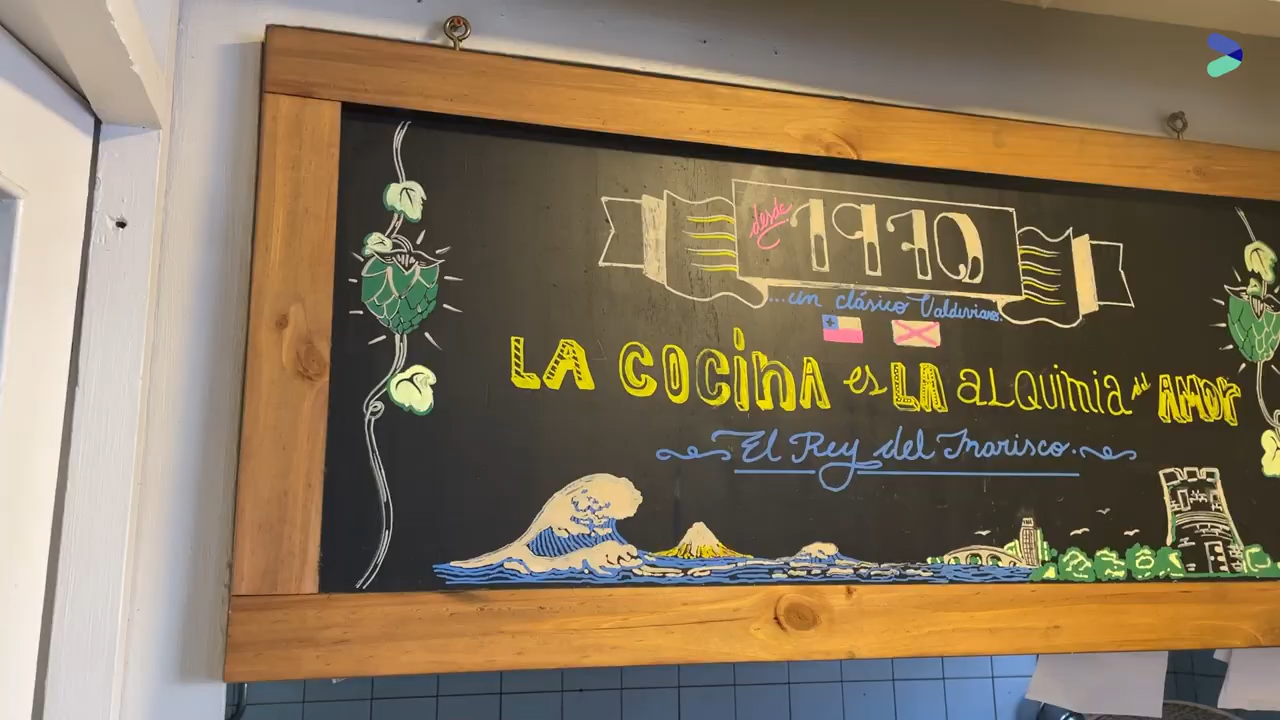 desde 1970
...un clásico Valdiviano.
LA COCINA es LA ALQUIMIA del AMOR
El Rey del Marisco.